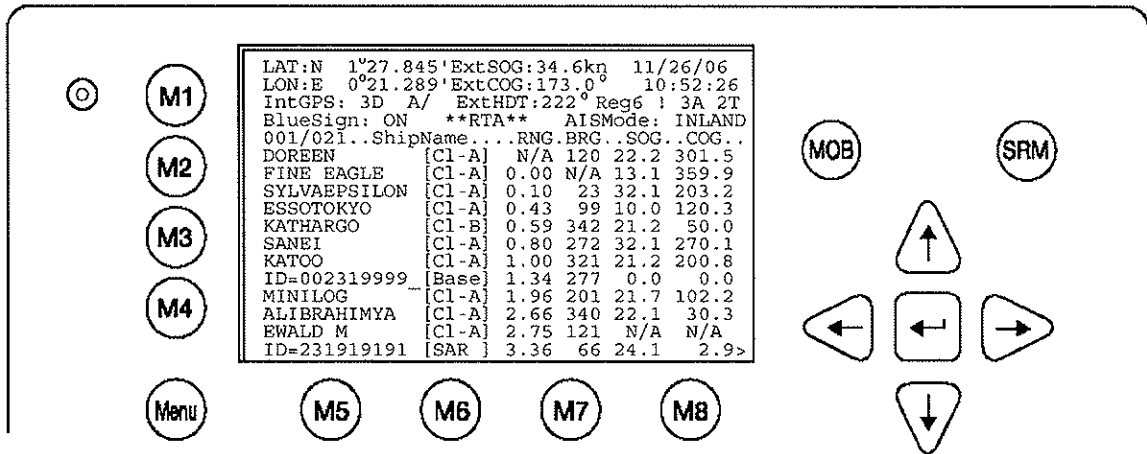 LAT:N 1°27.845'ExtSOG:34.6kn 11/26/06
LON:E 0°21.289'ExtCOG:173.0° 10:52:26
IntGPS: 3D A/ ExtHDT:222° Reg6 ! 3A 2T
BlueSign: ON **RTA** AISMode: INLAND
001/021..ShipName....RNG.BRG..SOG..COG..
DOREEN [Cl-A] N/A 120 22.2 301.5
FINE EAGLE [Cl-A] 0.00 N/A 13.1 359.9
SYLVAEPSILON [Cl-A] 0.10 23 32.1 203.2
ESSOTOKYO [Cl-A] 0.43 99 10.0 120.3
KATHARGO [Cl-B] 0.59 342 21.2 50.0
SANEI [Cl-A] 0.80 272 32.1 270.1
KATOO [Cl-A] 1.00 321 21.2 200.8
ID=002319999_[Base] 1.34 277 0.0 0.0
MINILOG [Cl-A] 1.96 201 21.7 102.2
ALIBRAHIMYA [Cl-A] 2.66 340 22.1 30.3
EWALD M [Cl-A] 2.75 121 N/A N/A
ID=231919191 [SAR ] 3.36 66 24.1 2.9>
M1
M2
M3
M4
Menu
M5
M6
M7
M8
MOB
SRM